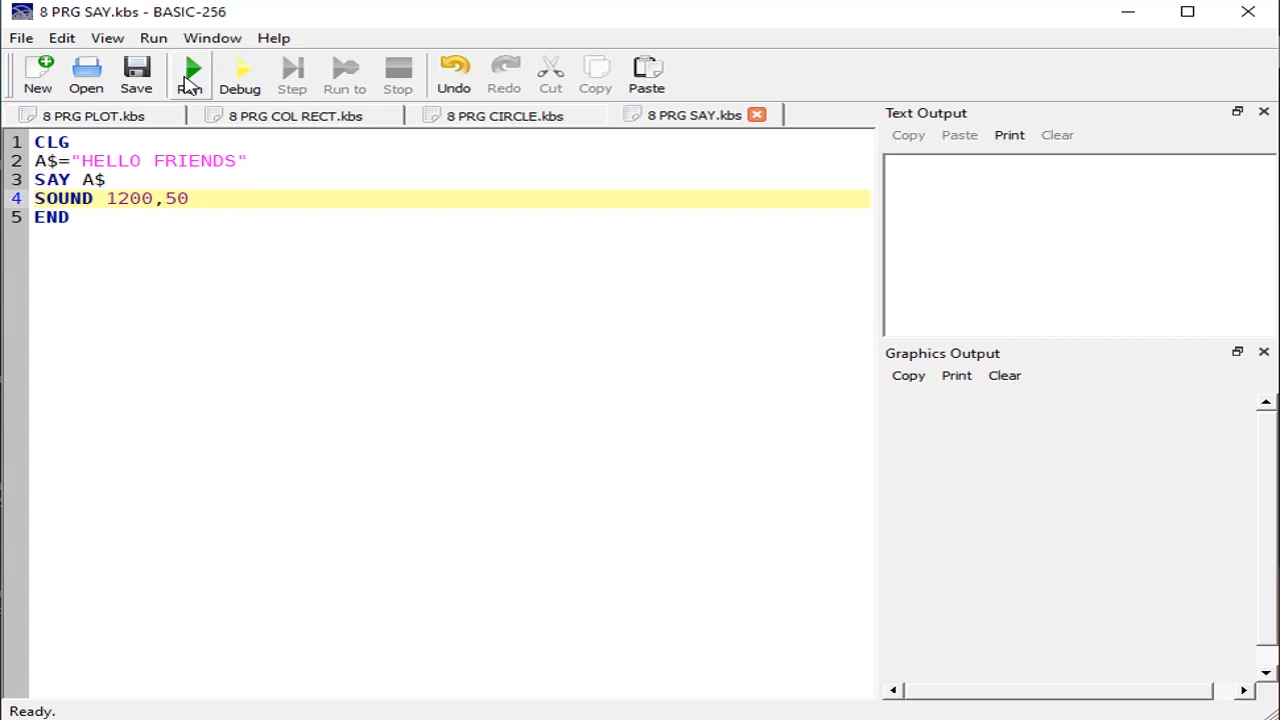 8 PRG SAY.kbs - BASIC-256
File Edit View Run Window Help
New Open Save Run Debug Step Run to Stop Undo Redo Cut Copy Paste
8 PRG PLOT.kbs 8 PRG COL RECT.kbs 8 PRG CIRCLE.kbs 8 PRG SAY.kbs
1 CLG
2 A$="HELLO FRIENDS"
3 SAY A$
4 SOUND 1200,50
5 END
Text Output
Copy Paste Print Clear
Graphics Output
Copy Print Clear
Ready.